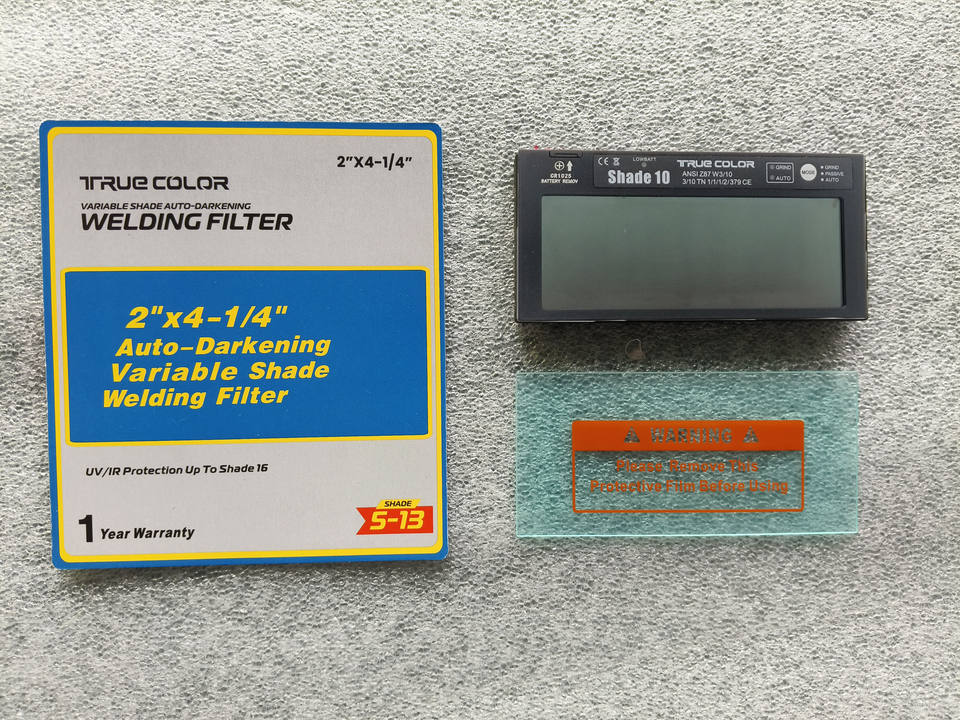 2"X4-1/4"
TRUE COLOR
VARIABLE SHADE AUTO-DARKENING
WELDING FILTER
2"x4-1/4"
Auto-Darkening
Variable Shade
Welding Filter
UV/IR Protection Up To Shade 16
1 Year Warranty
SHADE
5-13
CR1025
BATTERY REMOV
CE
LOWBATT
Shade 10
TRUE COLOR
ANSI Z87 W3/10
3/10 TN 1/1/1/2/379 CE
GRIND
AUTO
MODE
GRIND
PASSIVE
AUTO
WARNING
Please Remove This
Protective Film Before Using